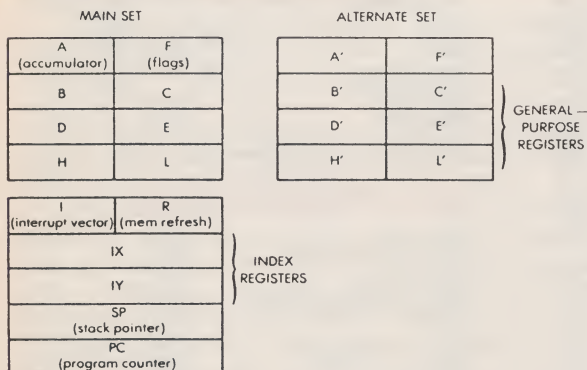 MAIN SET
ALTERNATE SET
A
(accumulator)
F
(flags)
B
C
D
E
H
L
A'
F'
B'
C'
D'
E'
H'
L'
GENERAL —
PURFOSE
REGISTERS
I
(interrupt vector)
R
(mem refresh)
IX
IY
INDEX
REGISTERS
SP
(stack pointer)
PC
(program counter)